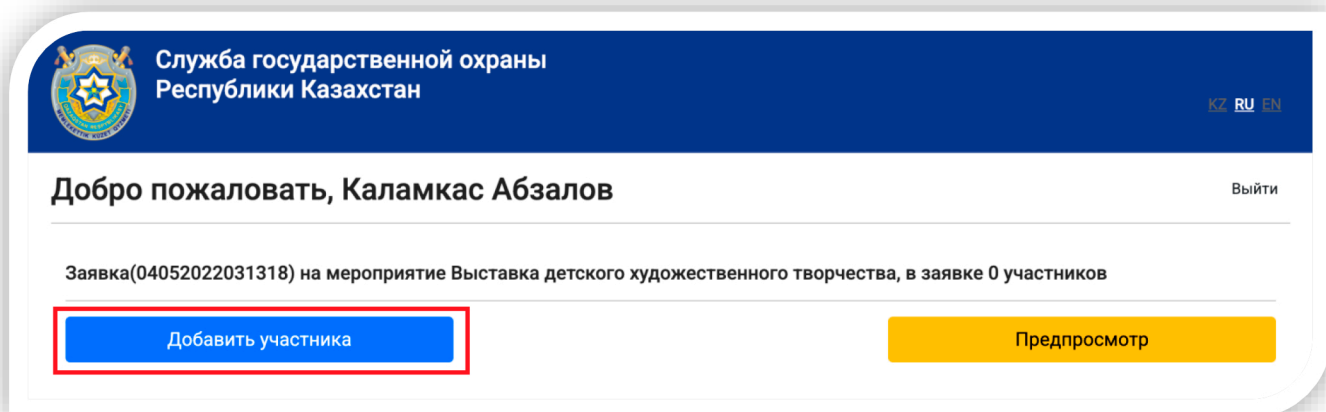 Служба государственной охраны
Республики Казахстан
KZ RU EN
Добро пожаловать, Каламкас Абзалов
Выйти
Заявка(04052022031318) на мероприятие Выставка детского художественного творчества, в заявке 0 участников
Добавить участника
Предпросмотр